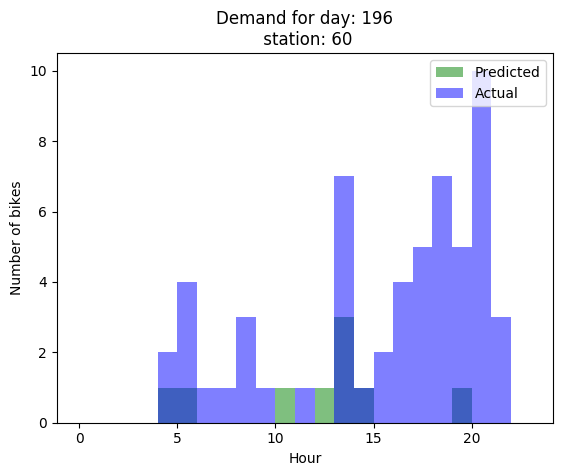 Demand for day: 196
station: 60
Predicted
Actual
Number of bikes
10
8
6
4
2
0
0
5
10
15
20
Hour